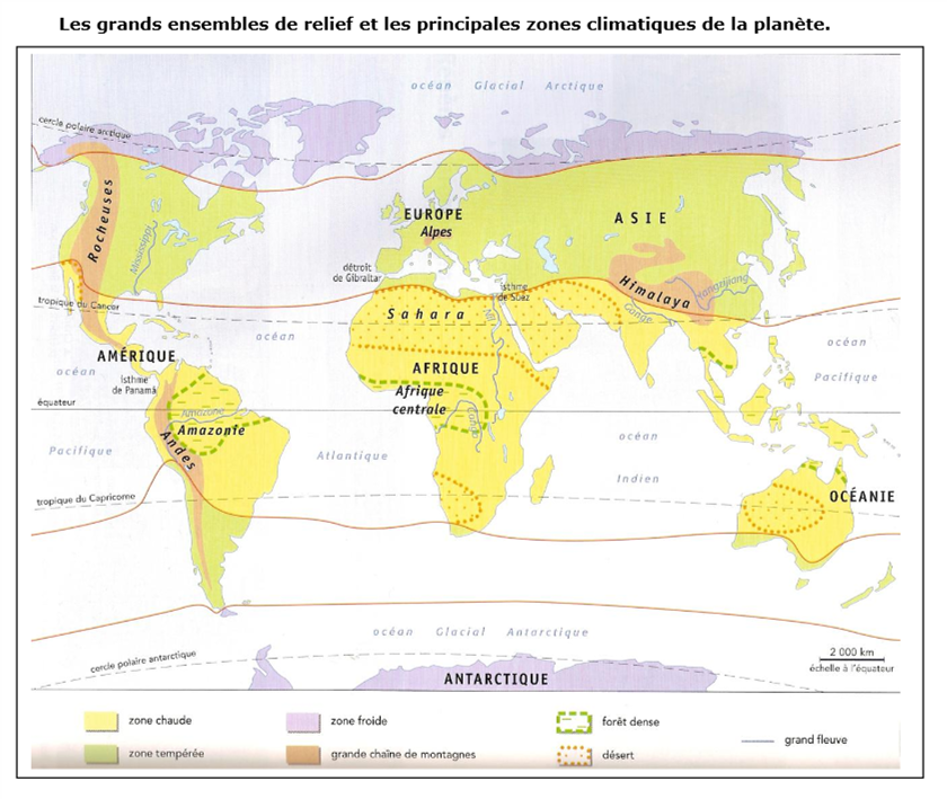 Les grands ensembles de relief et les principales zones climatiques de la planète.
océan Glacial Arctique
cercle polaire arctique
Rocheuses
Mississippi
EUROPE
Alpes
ASIE
détroit
de Gibraltar
isthme
de Suez
Himalaya
Yangzijiang
Gange
tropique du Cancer
Sahara
Nil
océan
AMÉRIQUE
AFRIQUE
océan
Pacifique
océan
Isthme
de Panamá
Afrique
centrale
équateur
Amazone
Congo
Amazonie
Andes
Pacifique
Atlantique
océan
Indien
tropique du Capricorne
OCÉANIE
océan Glacial Antarctique
cercle polaire antarctique
ANTARCTIQUE
2 000 km
échelle à l'équateur
zone chaude
zone froide
forêt dense
grand fleuve
zone tempérée
grande chaîne de montagnes
désert